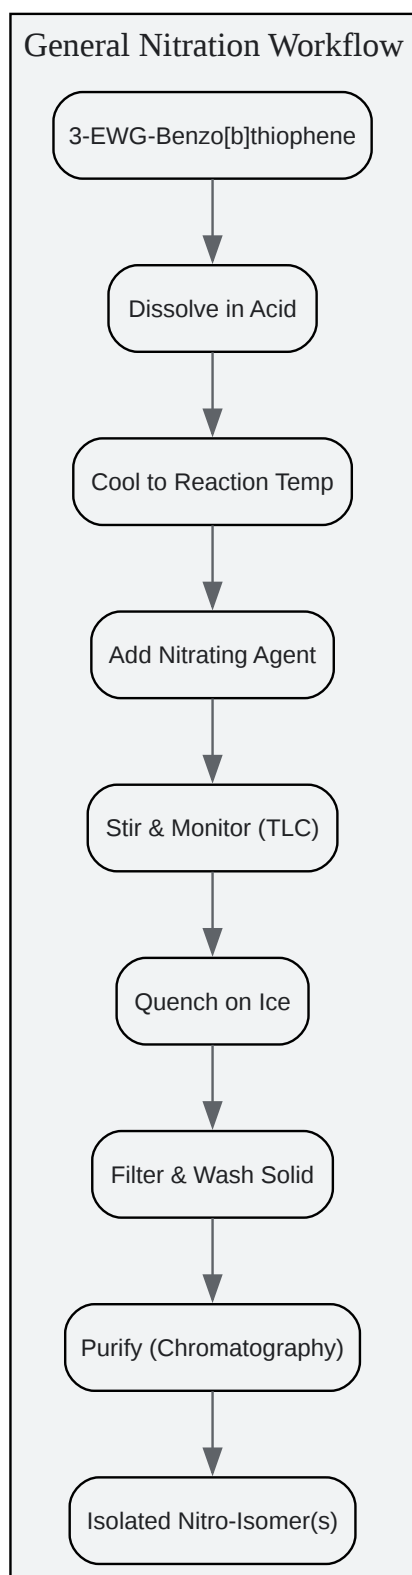 General Nitration Workflow
3-EWG-Benzo[b]thiophene
Dissolve in Acid
Cool to Reaction Temp
Add Nitrating Agent
Stir & Monitor (TLC)
Quench on Ice
Filter & Wash Solid
Purify (Chromatography)
Isolated Nitro-Isomer(s)